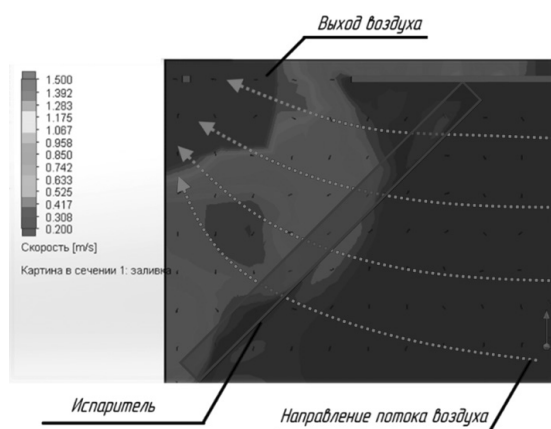 Выход воздуха
1.500
1.392
1.283
1.175
1.067
0.958
0.850
0.742
0.633
0.525
0.417
0.308
0.200
Скорость [m/s]
Картина в сечении 1: заливка
Испаритель
Направление потока воздуха